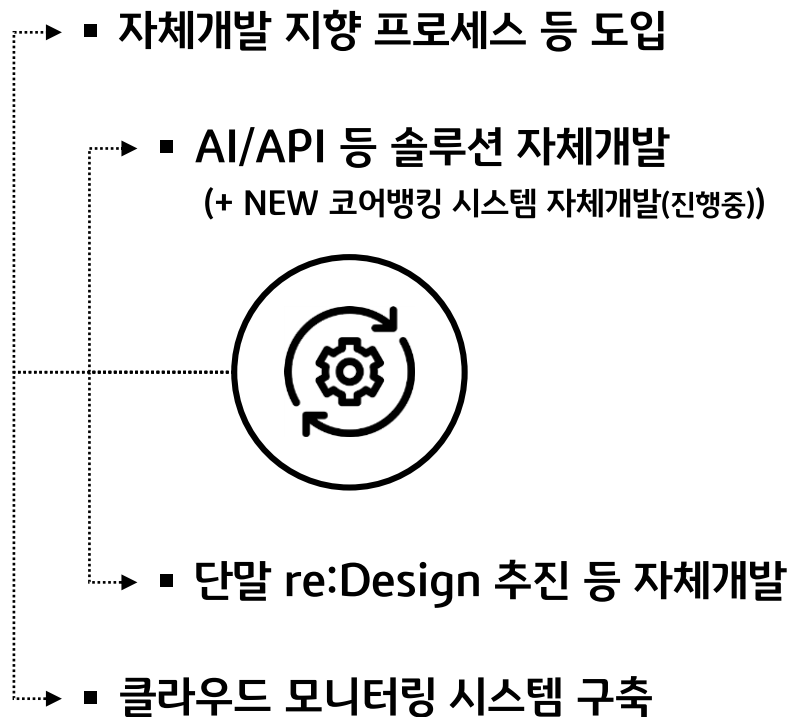 ▪ 자체개발 지향 프로세스 등 도입
▪ AI/API 등 솔루션 자체개발
(+ NEW 코어뱅킹 시스템 자체개발(진행중))
▪ 단말 re:Design 추진 등 자체개발
▪ 클라우드 모니터링 시스템 구축